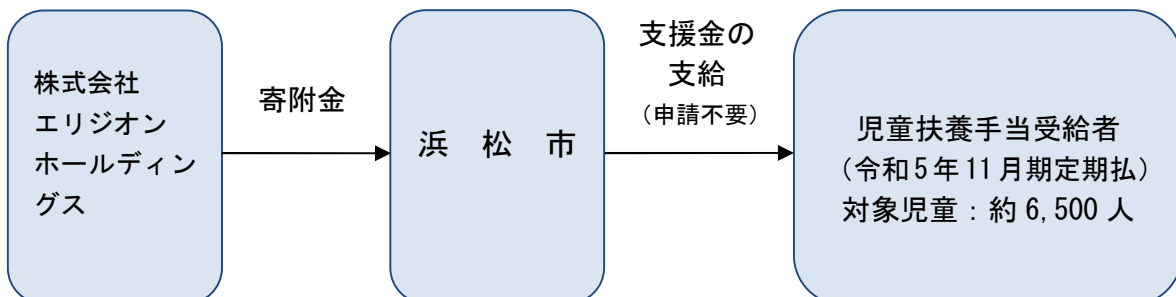 株式会社
エリジオン
ホールディン
グス
寄附金
浜松市
支援金の
支給
（申請不要）
児童扶養手当受給者
（令和5年11月期定期払）
対象児童：約6,500人